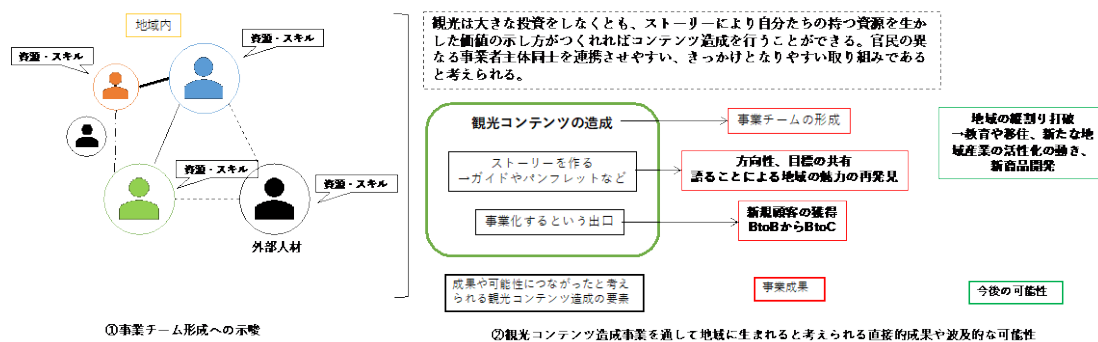 地域内
資源・スキル
資源・スキル
資源・スキル
資源・スキル
外部人材
①事業チーム形成への示唆
観光は大きな投資をしなくとも、ストーリーにより自分たちの持つ資源を生か
した価値の示し方がつくれればコンテンツ造成を行うことができる。官民の異
なる事業者主体同士を連携させやすい、きっかけとなりやすい取り組みである
と考えられる。
観光コンテンツの造成
事業チームの形成
地域の縦割り打破
→教育や移住、新たな地
域産業の活性化の動き、
新商品開発
ストーリーを作る
→ガイドやパンフレットなど
方向性、目標の共有
語ることによる地域の魅力の再発見
事業化するという出口
新規顧客の獲得
BtoBからBtoC
成果や可能性につながったと考え
られる観光コンテンツ造成の要素
事業成果
今後の可能性
②観光コンテンツ造成事業を通して地域に生まれると考えられる直接的成果や波及的な可能性